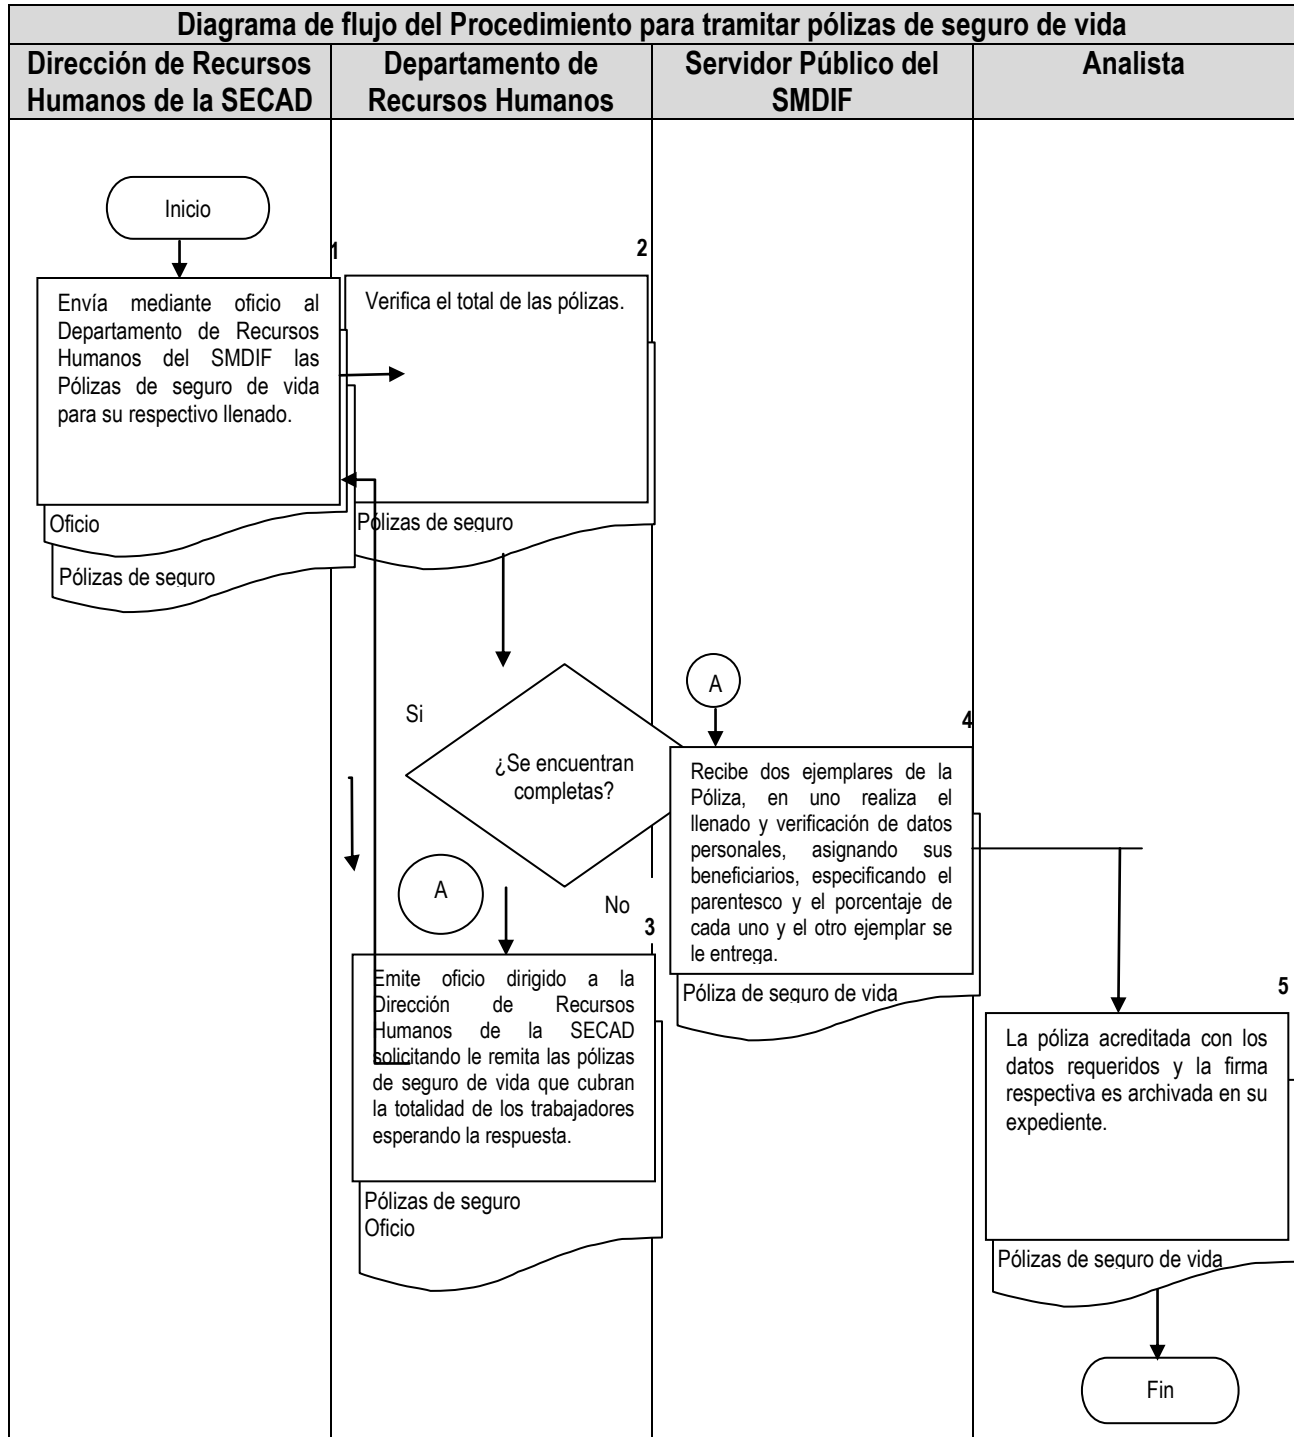 Diagrama de flujo del Procedimiento para tramitar pólizas de seguro de vida
Dirección de Recursos
Humanos de la SECAD
Departamento de
Recursos Humanos
Servidor Público del
SMDIF
Analista
Inicio
1
Envía mediante oficio al
Departamento de Recursos
Humanos del SMDIF las
Pólizas de seguro de vida
para su respectivo llenado.
Oficio
Pólizas de seguro
2
Verifica el total de las pólizas.
Pólizas de seguro
Si
¿Se encuentran
completas?
A
No
3
Emite oficio dirigido a la
Dirección de Recursos
Humanos de la SECAD
solicitando le remita las pólizas
de seguro de vida que cubran
la totalidad de los trabajadores
esperando la respuesta.
Pólizas de seguro
Oficio
A
4
Recibe dos ejemplares de la
Póliza, en uno realiza el
llenado y verificación de datos
personales, asignando sus
beneficiarios, especificando el
parentesco y el porcentaje de
cada uno y el otro ejemplar se
le entrega.
Póliza de seguro de vida
5
La póliza acreditada con los
datos requeridos y la firma
respectiva es archivada en su
expediente.
Pólizas de seguro de vida
Fin